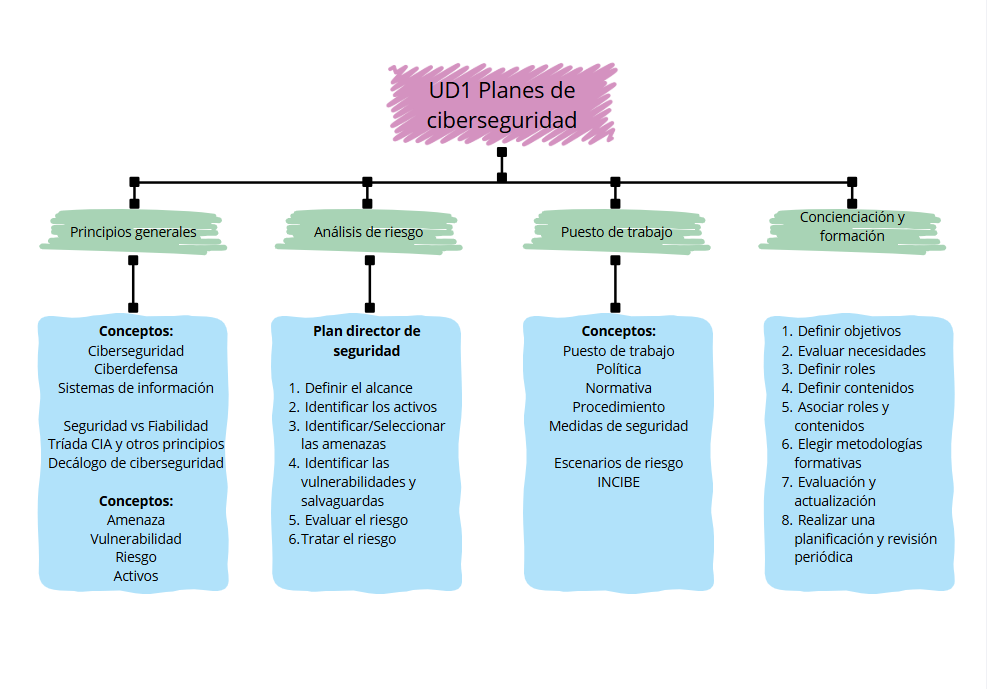 UD1 Planes de
ciberseguridad
Principios generales
Análisis de riesgo
Puesto de trabajo
Concienciación y
formación
Conceptos:
Ciberseguridad
Ciberdefensa
Sistemas de información
Seguridad vs Fiabilidad
Tríada CIA y otros principios
Decálogo de ciberseguridad
Conceptos:
Amenaza
Vulnerabilidad
Riesgo
Activos
Plan director de
seguridad
1. Definir el alcance
2. Identificar los activos
3. Identificar/Seleccionar
las amenazas
4. Identificar las
vulnerabilidades y
salvaguardas
5. Evaluar el riesgo
6.Tratar el riesgo
Conceptos:
Puesto de trabajo
Política
Normativa
Procedimiento
Medidas de seguridad
Escenarios de riesgo
INCIBE
1. Definir objetivos
2. Evaluar necesidades
3. Definir roles
4. Definir contenidos
5. Asociar roles y
contenidos
6. Elegir metodologías
formativas
7. Evaluación y
actualización
8. Realizar una
planificación y revisión
periódica